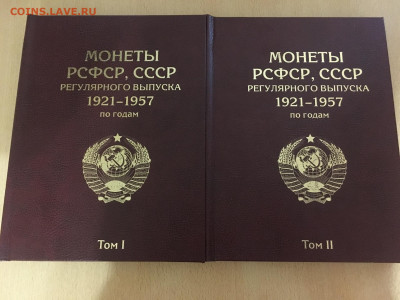 COINS.LAVE.RU
МОНЕТЫ
РСФСР, СССР
РЕГУЛЯРНОГО ВЫПУСКА
1921–1957
ПО ГОДАМ
Том I
МОНЕТЫ
РСФСР, СССР
РЕГУЛЯРНОГО ВЫПУСКА
1921–1957
ПО ГОДАМ
Том II